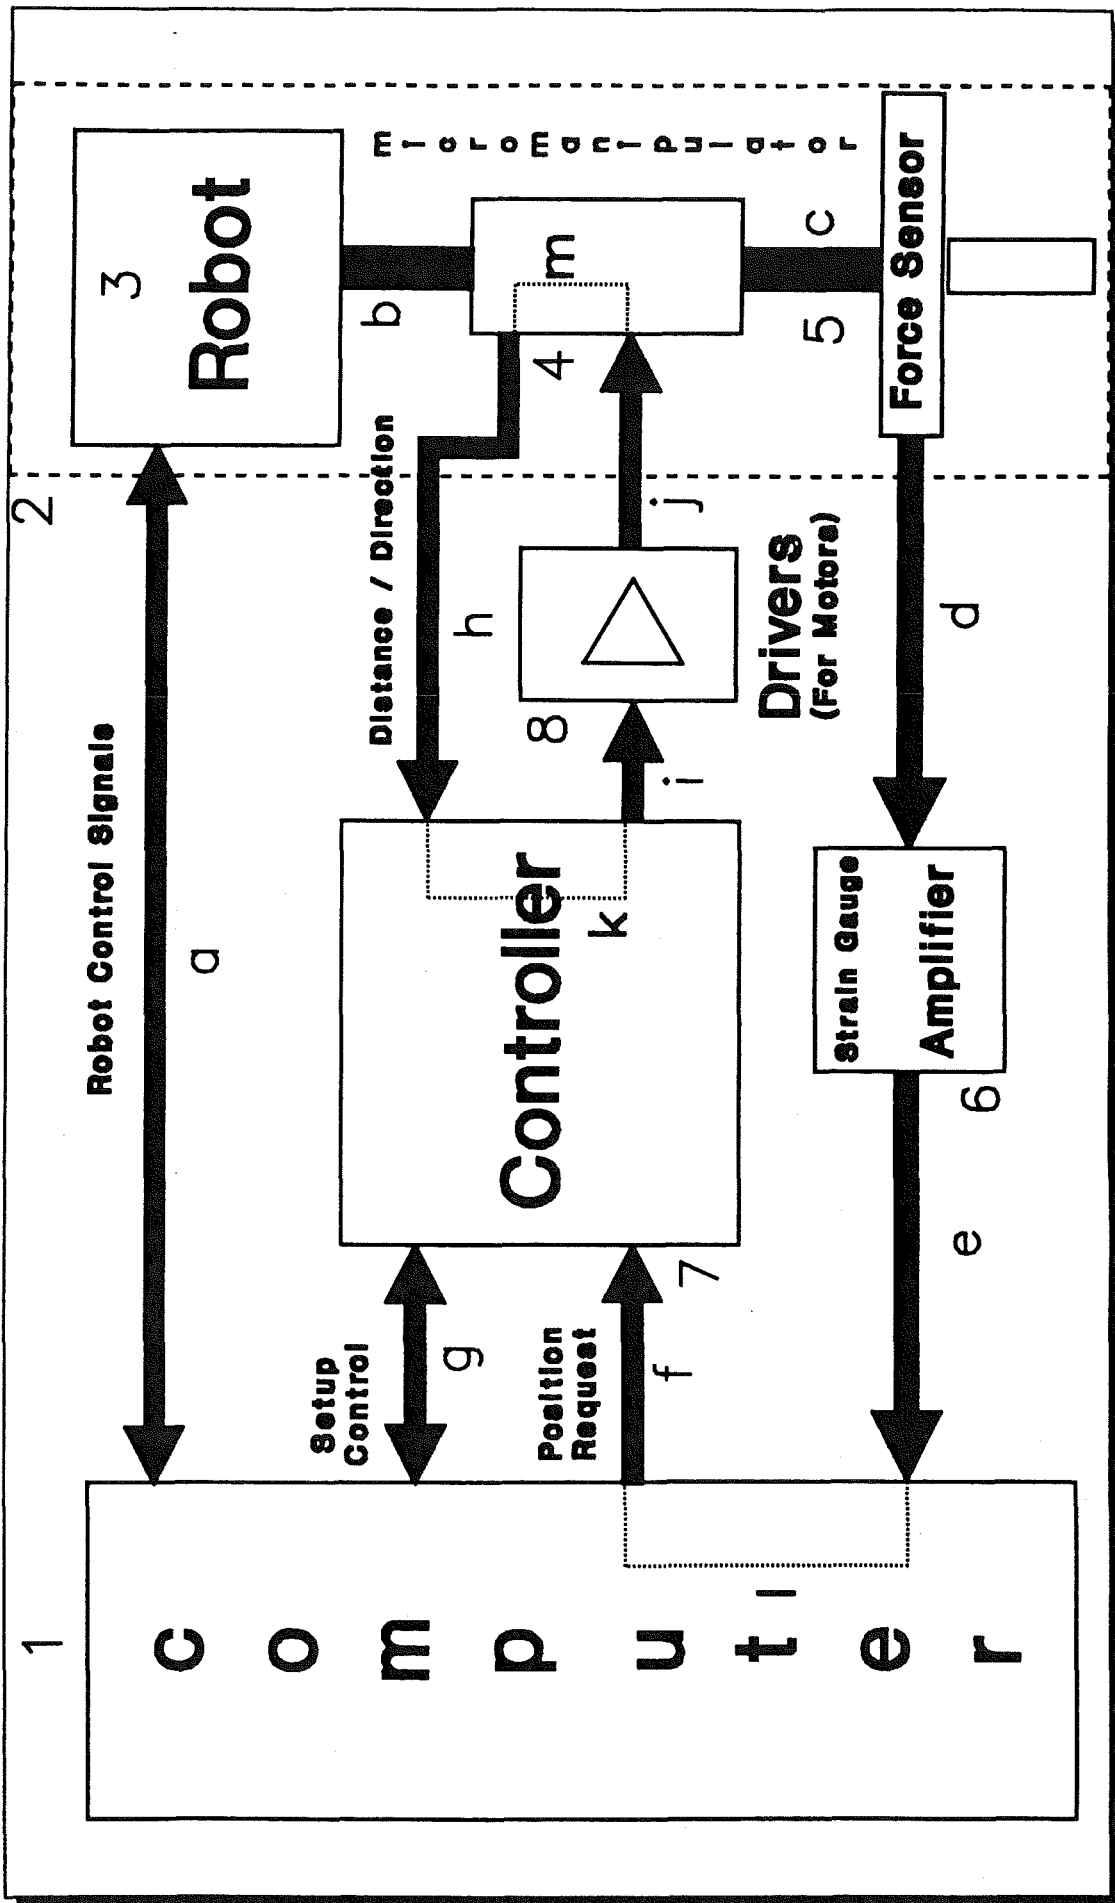 1
computer
l
Robot Control Signals
a
2
3
Robot
b
micromanipulator
m
4
c
5
Force Sensor
Distance / Direction
h
j
8
Drivers
(For Motors)
i
Controller
k
7
Setup
Control
g
Position
Request
f
d
Strain Gauge
Amplifier
6
e